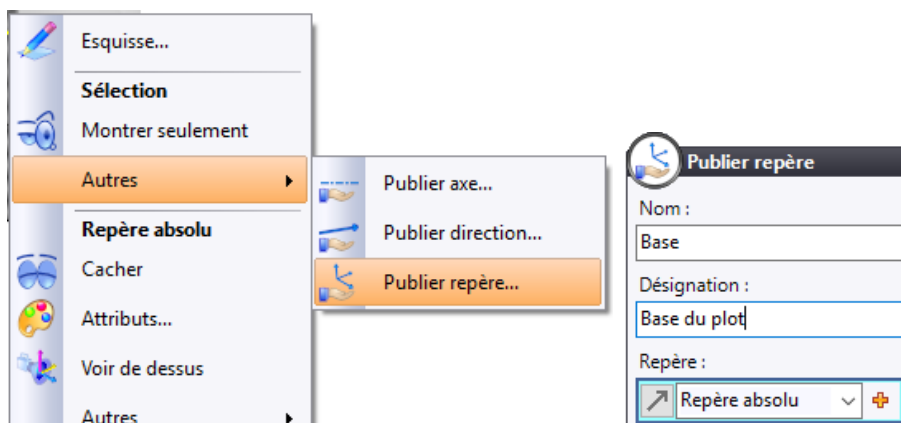 Esquisse...
Sélection
Montrer seulement
Autres
Repère absolu
Cacher
Attributs...
Voir de dessus
Autres
Publier axe...
Publier direction...
Publier repère...
Publier repère
Nom :
Base
Désignation :
Base du plot
Repère :
Repère absolu